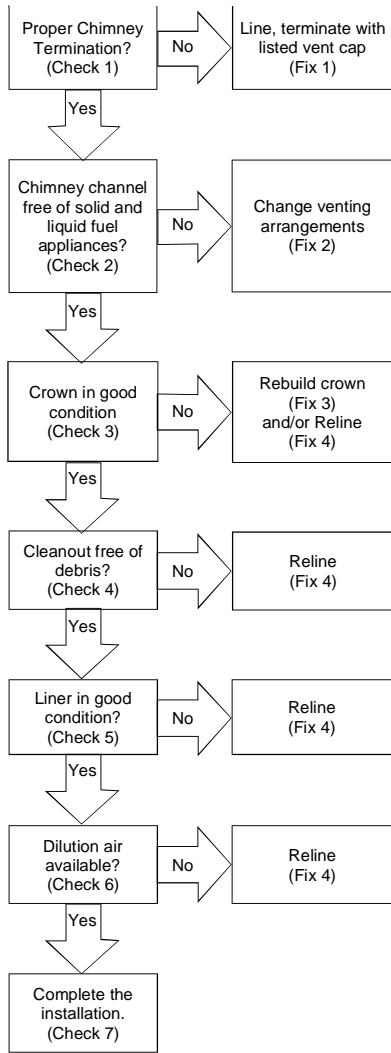 Proper Chimney
Termination?
(Check 1)
No
Line, terminate with
listed vent cap
(Fix 1)
Yes
Chimney channel
free of solid and
liquid fuel
appliances?
(Check 2)
No
Change venting
arrangements
(Fix 2)
Yes
Crown in good
condition
(Check 3)
No
Rebuild crown
(Fix 3)
and/or Reline
(Fix 4)
Yes
Cleanout free of
debris?
(Check 4)
No
Reline
(Fix 4)
Yes
Liner in good
condition?
(Check 5)
No
Reline
(Fix 4)
Yes
Dilution air
available?
(Check 6)
No
Reline
(Fix 4)
Yes
Complete the
installation.
(Check 7)